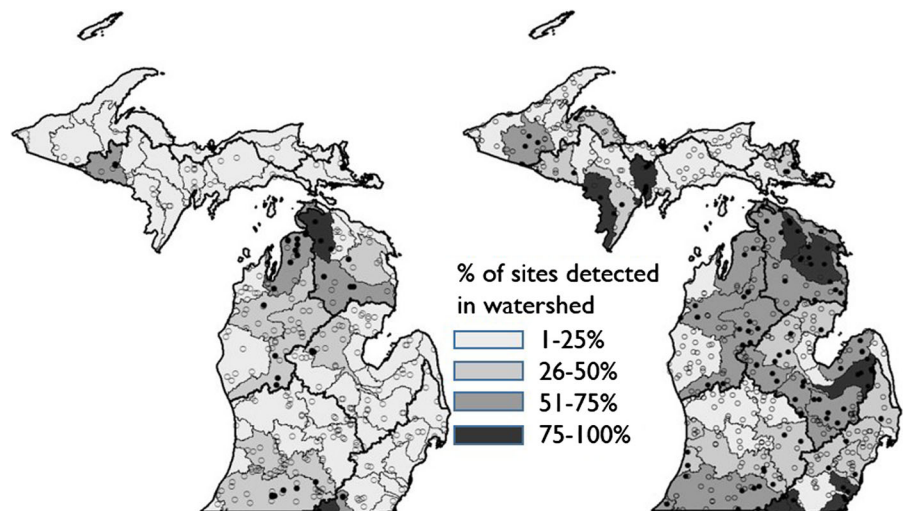 % of sites detected
in watershed
1-25%
26-50%
51-75%
75-100%